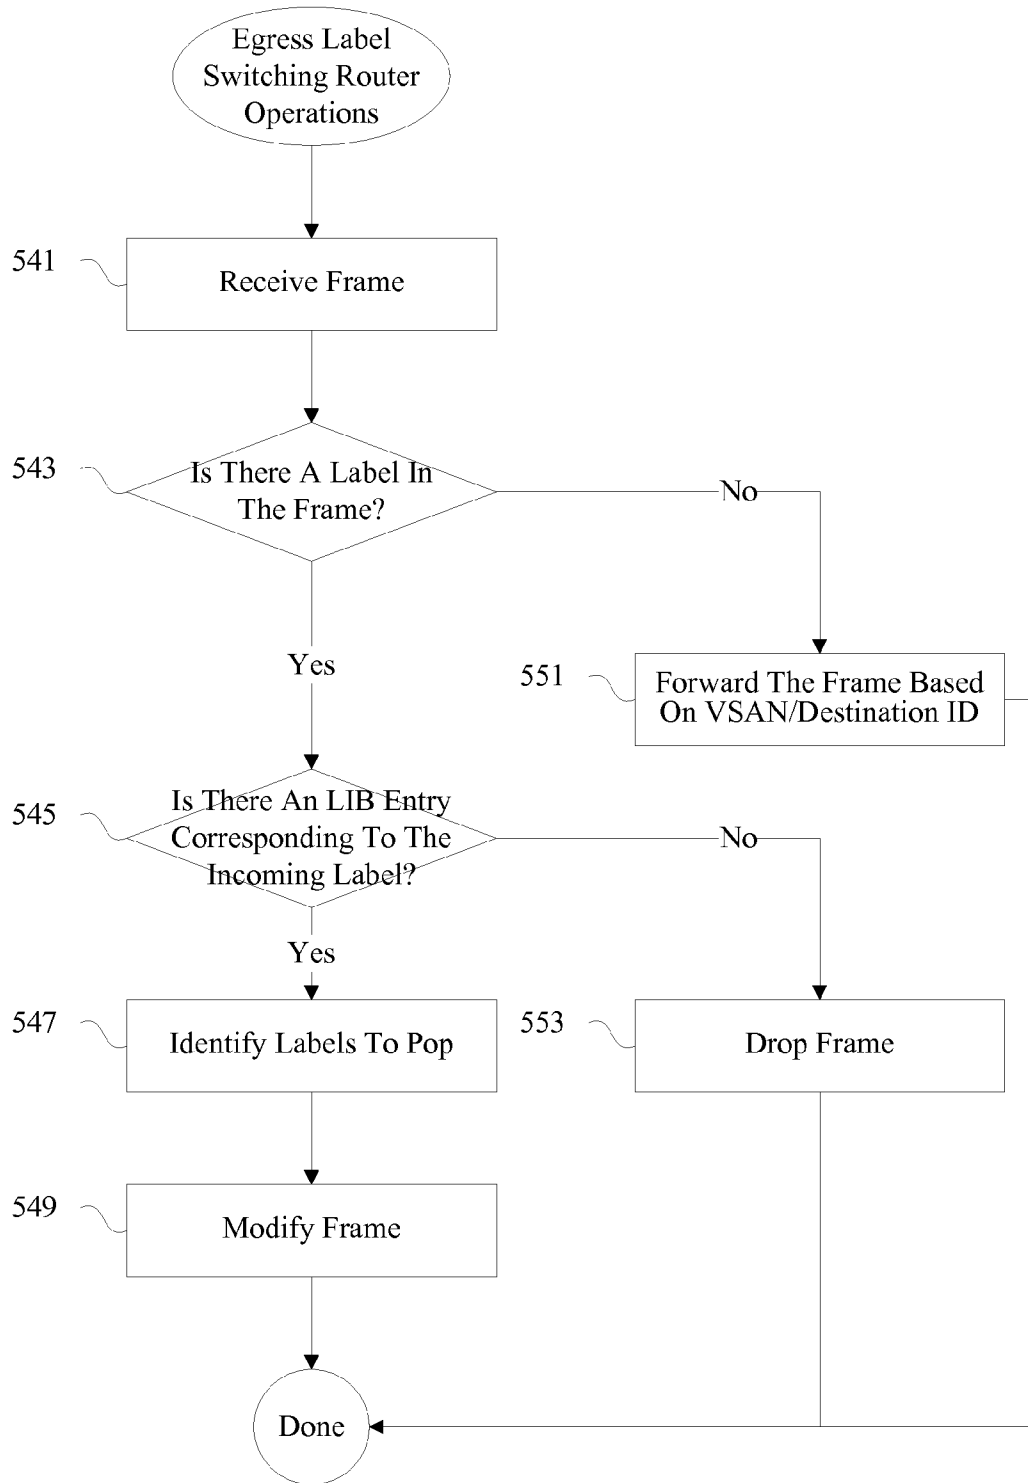 Egress Label
Switching Router
Operations
541
Receive Frame
543
Is There A Label In
The Frame?
No
Yes
551
Forward The Frame Based
On VSAN/Destination ID
545
Is There An LIB Entry
Corresponding To The
Incoming Label?
No
Yes
547
Identify Labels To Pop
553
Drop Frame
549
Modify Frame
Done